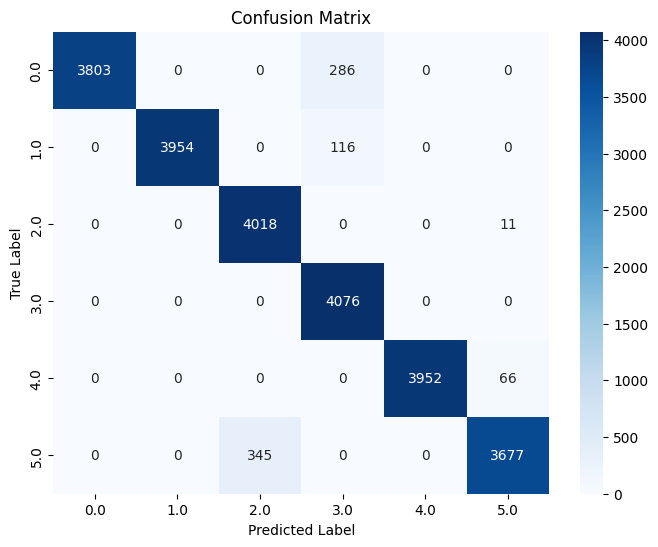 Confusion Matrix
True Label
0.0 3803 0 0 286 0 0
1.0 0 3954 0 116 0 0
2.0 0 0 4018 0 0 11
3.0 0 0 0 4076 0 0
4.0 0 0 0 0 3952 66
5.0 0 0 345 0 0 3677
0.0 1.0 2.0 3.0 4.0 5.0
Predicted Label
4000
3500
3000
2500
2000
1500
1000
500
0